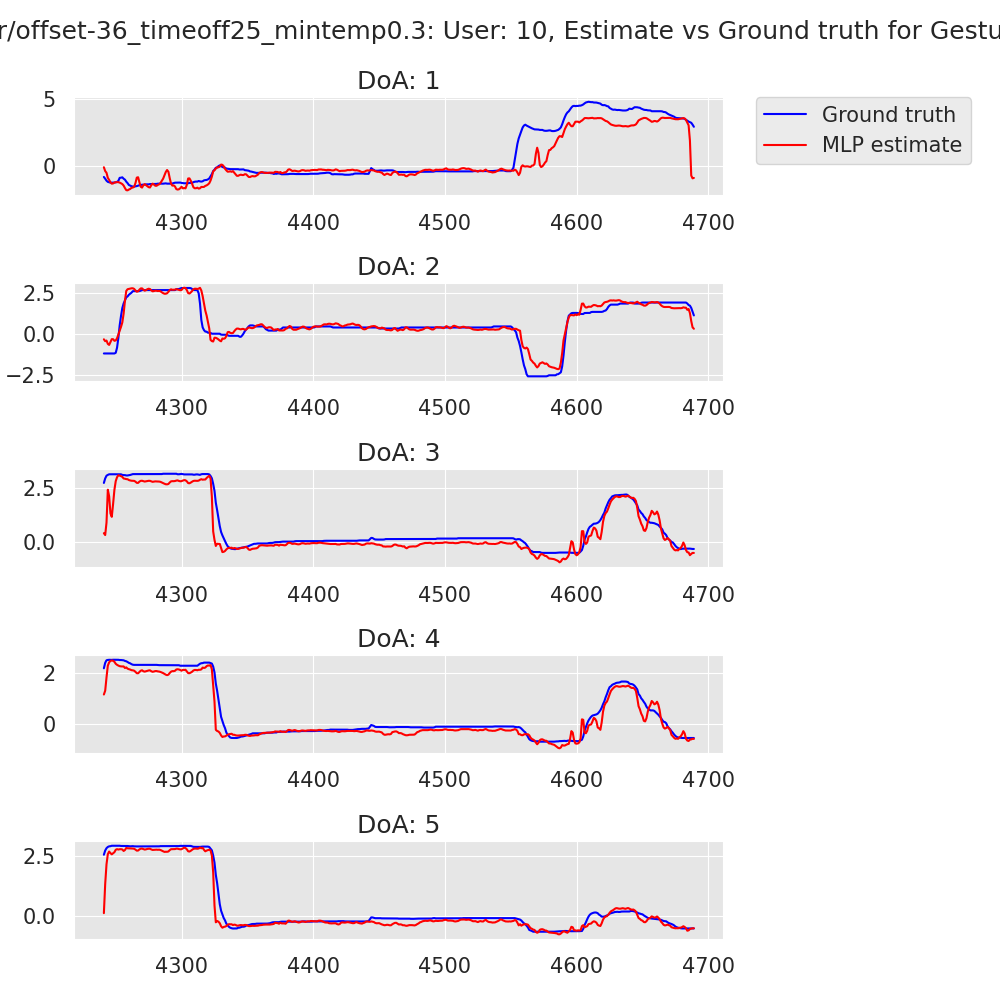 r/offset-36_timeoff25_mintemp0.3: User: 10, Estimate vs Ground truth for Gestu
DoA: 1
5
0
4300 4400 4500 4600 4700
Ground truth
MLP estimate
DoA: 2
2.5
0.0
−2.5
4300 4400 4500 4600 4700
DoA: 3
2.5
0.0
4300 4400 4500 4600 4700
DoA: 4
2
0
4300 4400 4500 4600 4700
DoA: 5
2.5
0.0
4300 4400 4500 4600 4700